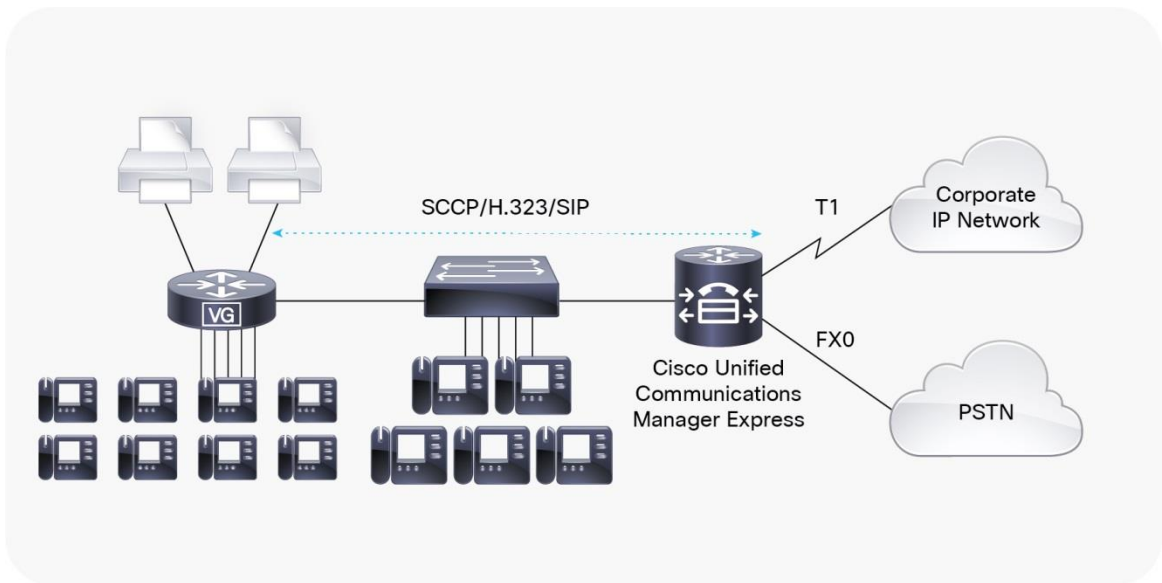 SCCP/H.323/SIP
T1
Corporate
IP Network
VG
FX0
Cisco Unified
Communications
Manager Express
PSTN